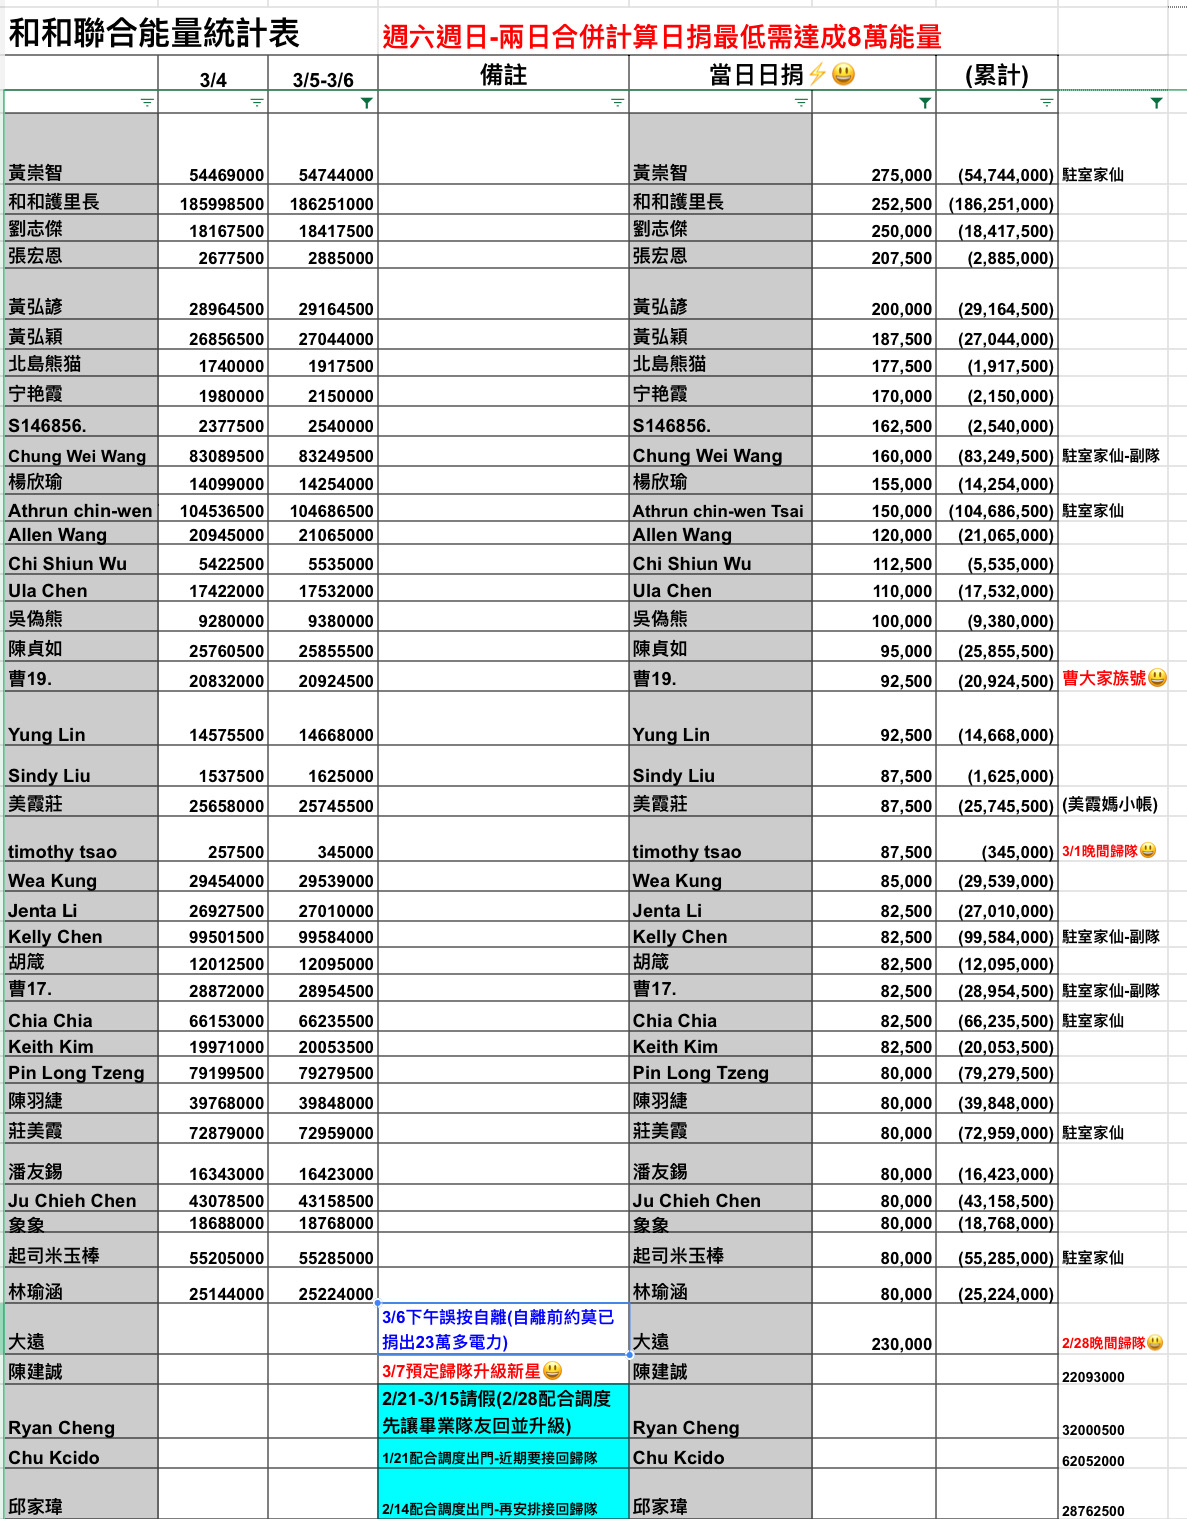 和和聯合能量統計表 週六週日-兩日合併計算日捐最低需達成8萬能量
3/4 3/5-3/6 備註 當日日捐⚡😃 (累計)
黃崇智 54469000 54744000 黃崇智 275,000 (54,744,000) 駐室家仙
和和護里長 185998500 186251000 和和護里長 252,500 (186,251,000)
劉志傑 18167500 18417500 劉志傑 250,000 (18,417,500)
張宏恩 2677500 2885000 張宏恩 207,500 (2,885,000)
黃弘諺 28964500 29164500 黃弘諺 200,000 (29,164,500)
黃弘穎 26856500 27044000 黃弘穎 187,500 (27,044,000)
北島熊猫 1740000 1917500 北島熊猫 177,500 (1,917,500)
宁艳霞 1980000 2150000 宁艳霞 170,000 (2,150,000)
S146856. 2377500 2540000 S146856. 162,500 (2,540,000)
Chung Wei Wang 83089500 83249500 Chung Wei Wang 160,000 (83,249,500) 駐室家仙-副隊
楊欣瑜 14099000 14254000 楊欣瑜 155,000 (14,254,000)
Athrun chin-wen 104536500 104686500 Athrun chin-wen Tsai 150,000 (104,686,500) 駐室家仙
Allen Wang 20945000 21065000 Allen Wang 120,000 (21,065,000)
Chi Shiun Wu 5422500 5535000 Chi Shiun Wu 112,500 (5,535,000)
Ula Chen 17422000 17532000 Ula Chen 110,000 (17,532,000)
吳偽熊 9280000 9380000 吳偽熊 100,000 (9,380,000)
陳貞如 25760500 25855500 陳貞如 95,000 (25,855,500)
曹19. 20832000 20924500 曹19. 92,500 (20,924,500) 曹大家族號😃
Yung Lin 14575500 14668000 Yung Lin 92,500 (14,668,000)
Sindy Liu 1537500 1625000 Sindy Liu 87,500 (1,625,000)
美霞莊 25658000 25745500 美霞莊 87,500 (25,745,500) (美霞媽小帳)
timothy tsao 257500 345000 timothy tsao 87,500 (345,000) 3/1晚間歸隊😃
Wea Kung 29454000 29539000 Wea Kung 85,000 (29,539,000)
Jenta Li 26927500 27010000 Jenta Li 82,500 (27,010,000)
Kelly Chen 99501500 99584000 Kelly Chen 82,500 (99,584,000) 駐室家仙-副隊
胡箴 12012500 12095000 胡箴 82,500 (12,095,000)
曹17. 28872000 28954500 曹17. 82,500 (28,954,500) 駐室家仙-副隊
Chia Chia 66153000 66235500 Chia Chia 82,500 (66,235,500) 駐室家仙
Keith Kim 19971000 20053500 Keith Kim 82,500 (20,053,500)
Pin Long Tzeng 79199500 79279500 Pin Long Tzeng 80,000 (79,279,500)
陳羽緁 39768000 39848000 陳羽緁 80,000 (39,848,000)
莊美霞 72879000 72959000 莊美霞 80,000 (72,959,000) 駐室家仙
潘友錫 16343000 16423000 潘友錫 80,000 (16,423,000)
Ju Chieh Chen 43078500 43158500 Ju Chieh Chen 80,000 (43,158,500)
象象 18688000 18768000 象象 80,000 (18,768,000)
起司米玉棒 55205000 55285000 起司米玉棒 80,000 (55,285,000) 駐室家仙
林瑜涵 25144000 25224000 林瑜涵 80,000 (25,224,000)
3/6下午誤按自離(自離前約莫已
大遠 捐出23萬多電力) 大遠 230,000 2/28晚間歸隊😃
陳建誠 3/7預定歸隊升級新星😃 陳建誠 22093000
2/21-3/15請假(2/28配合調度
Ryan Cheng 先讓畢業隊友回並升級) Ryan Cheng 32000500
Chu Kcido 1/21配合調度出門-近期要接回歸隊 Chu Kcido 62052000
邱家瑋 2/14配合調度出門-再安排接回歸隊 邱家瑋 28762500